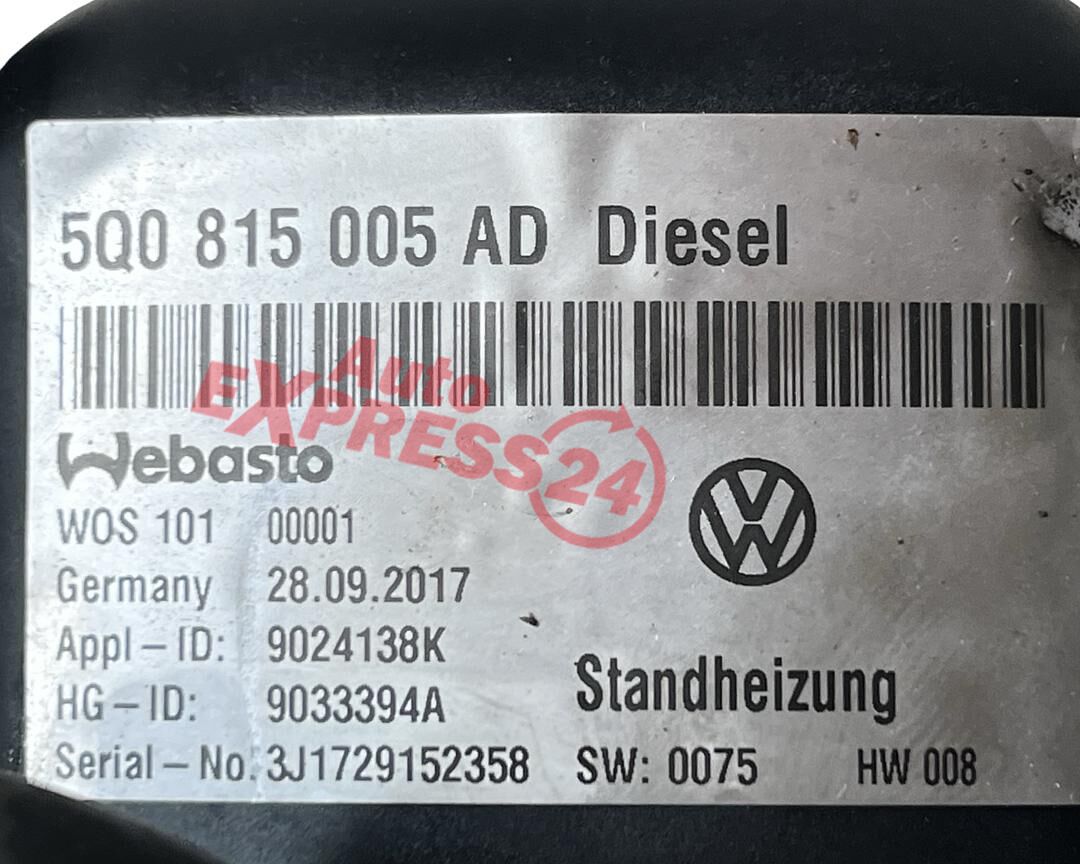 5Q0 815 005 AD Diesel
Auto
EXPRESS24
Webasto
WOS 101 00001
Germany 28.09.2017
Appl-ID: 9024138K
HG-ID: 9033394A
Standheizung
Serial-No. 3J1729152358 SW: 0075 HW 008